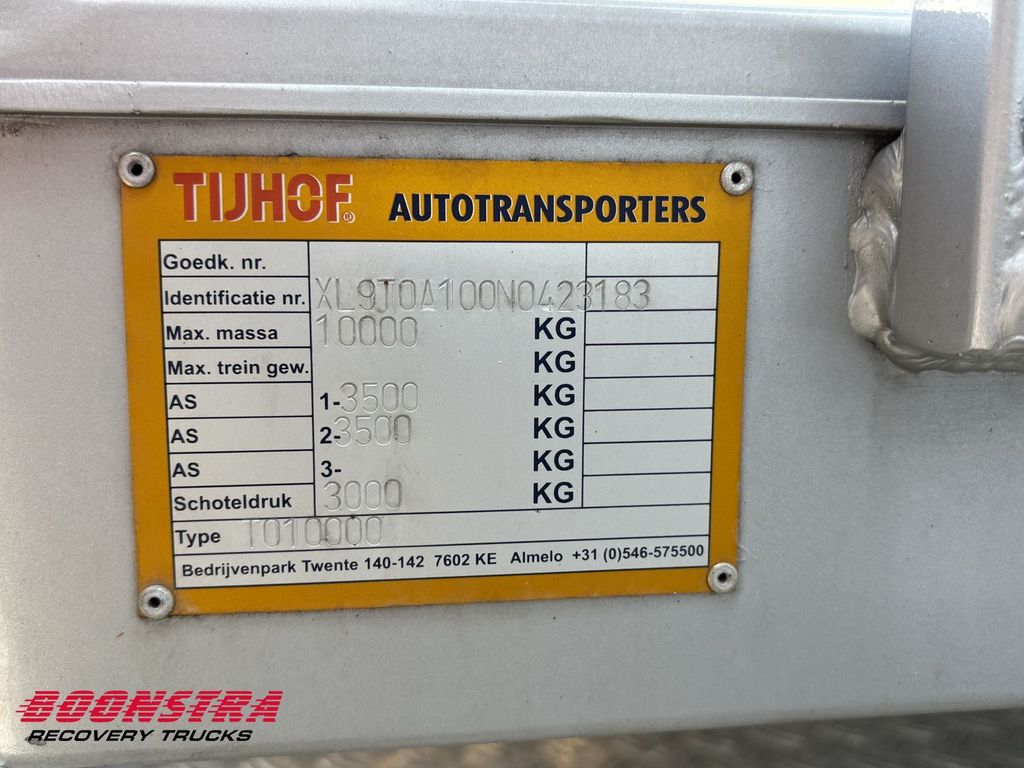 TIJHOF® AUTOTRANSPORTERS
Goedk. nr.
Identificatie nr. XL9T0A100N0423183
Max. massa 10000 KG
Max. trein gew. KG
AS 1-3500 KG
AS 2-3500 KG
AS 3- KG
Schoteldruk 3000 KG
Type T010000
Bedrijvenpark Twente 140-142 7602 KE Almelo +31 (0)546-575500
BOONSTRA
RECOVERY TRUCKS